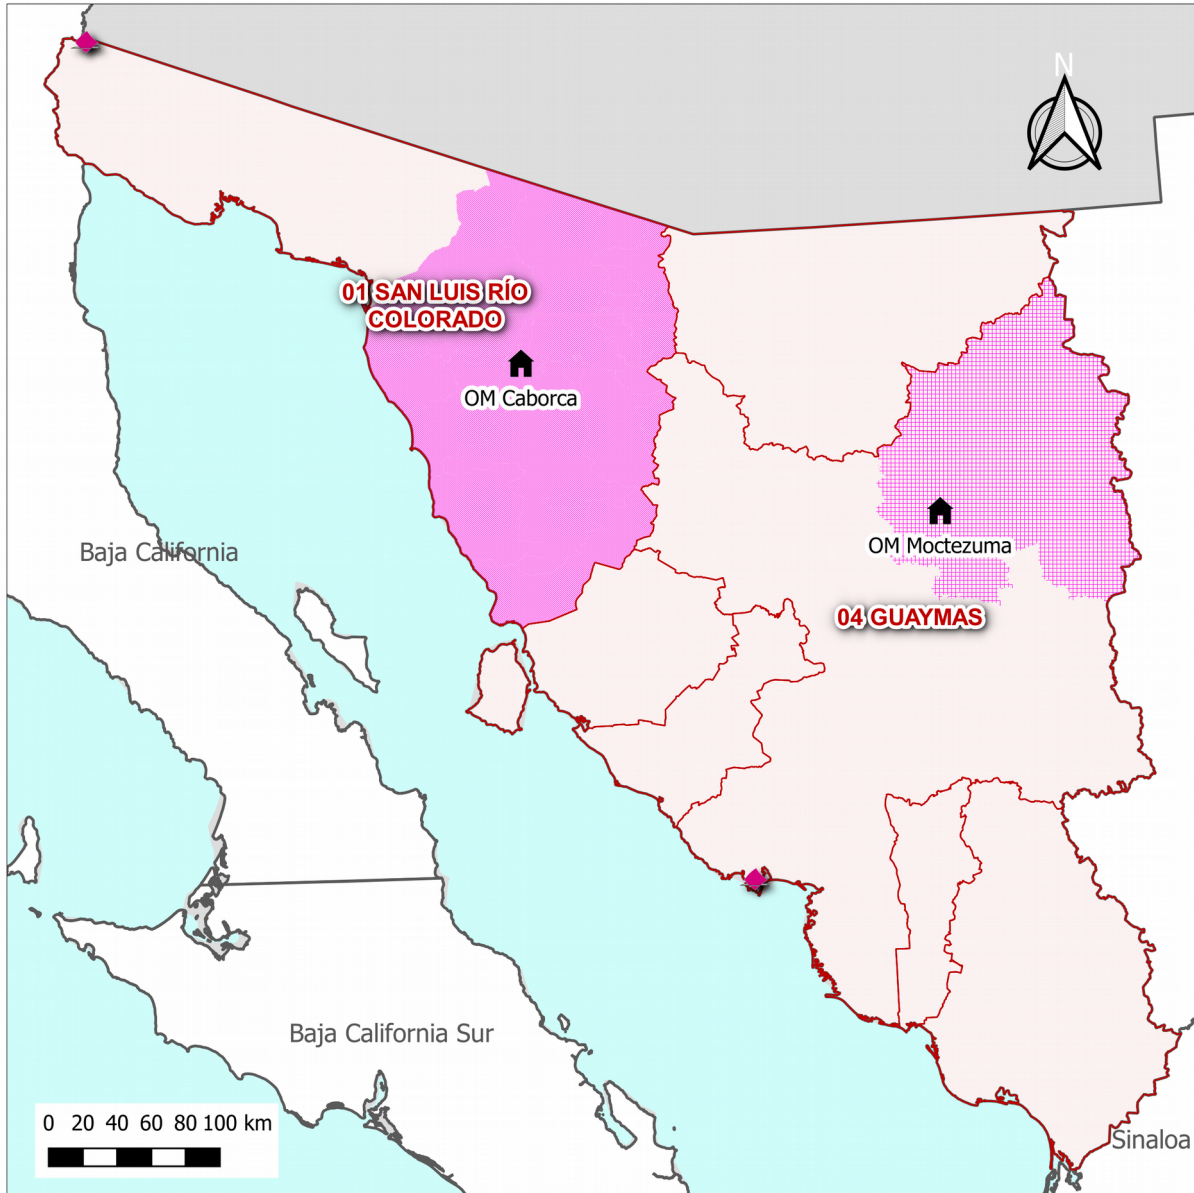 N
01 SAN LUIS RÍO
COLORADO
OM Caborca
OM Moctezuma
Baja California
04 GUAYMAS
Baja California Sur
0 20 40 60 80 100 km
Sinaloa